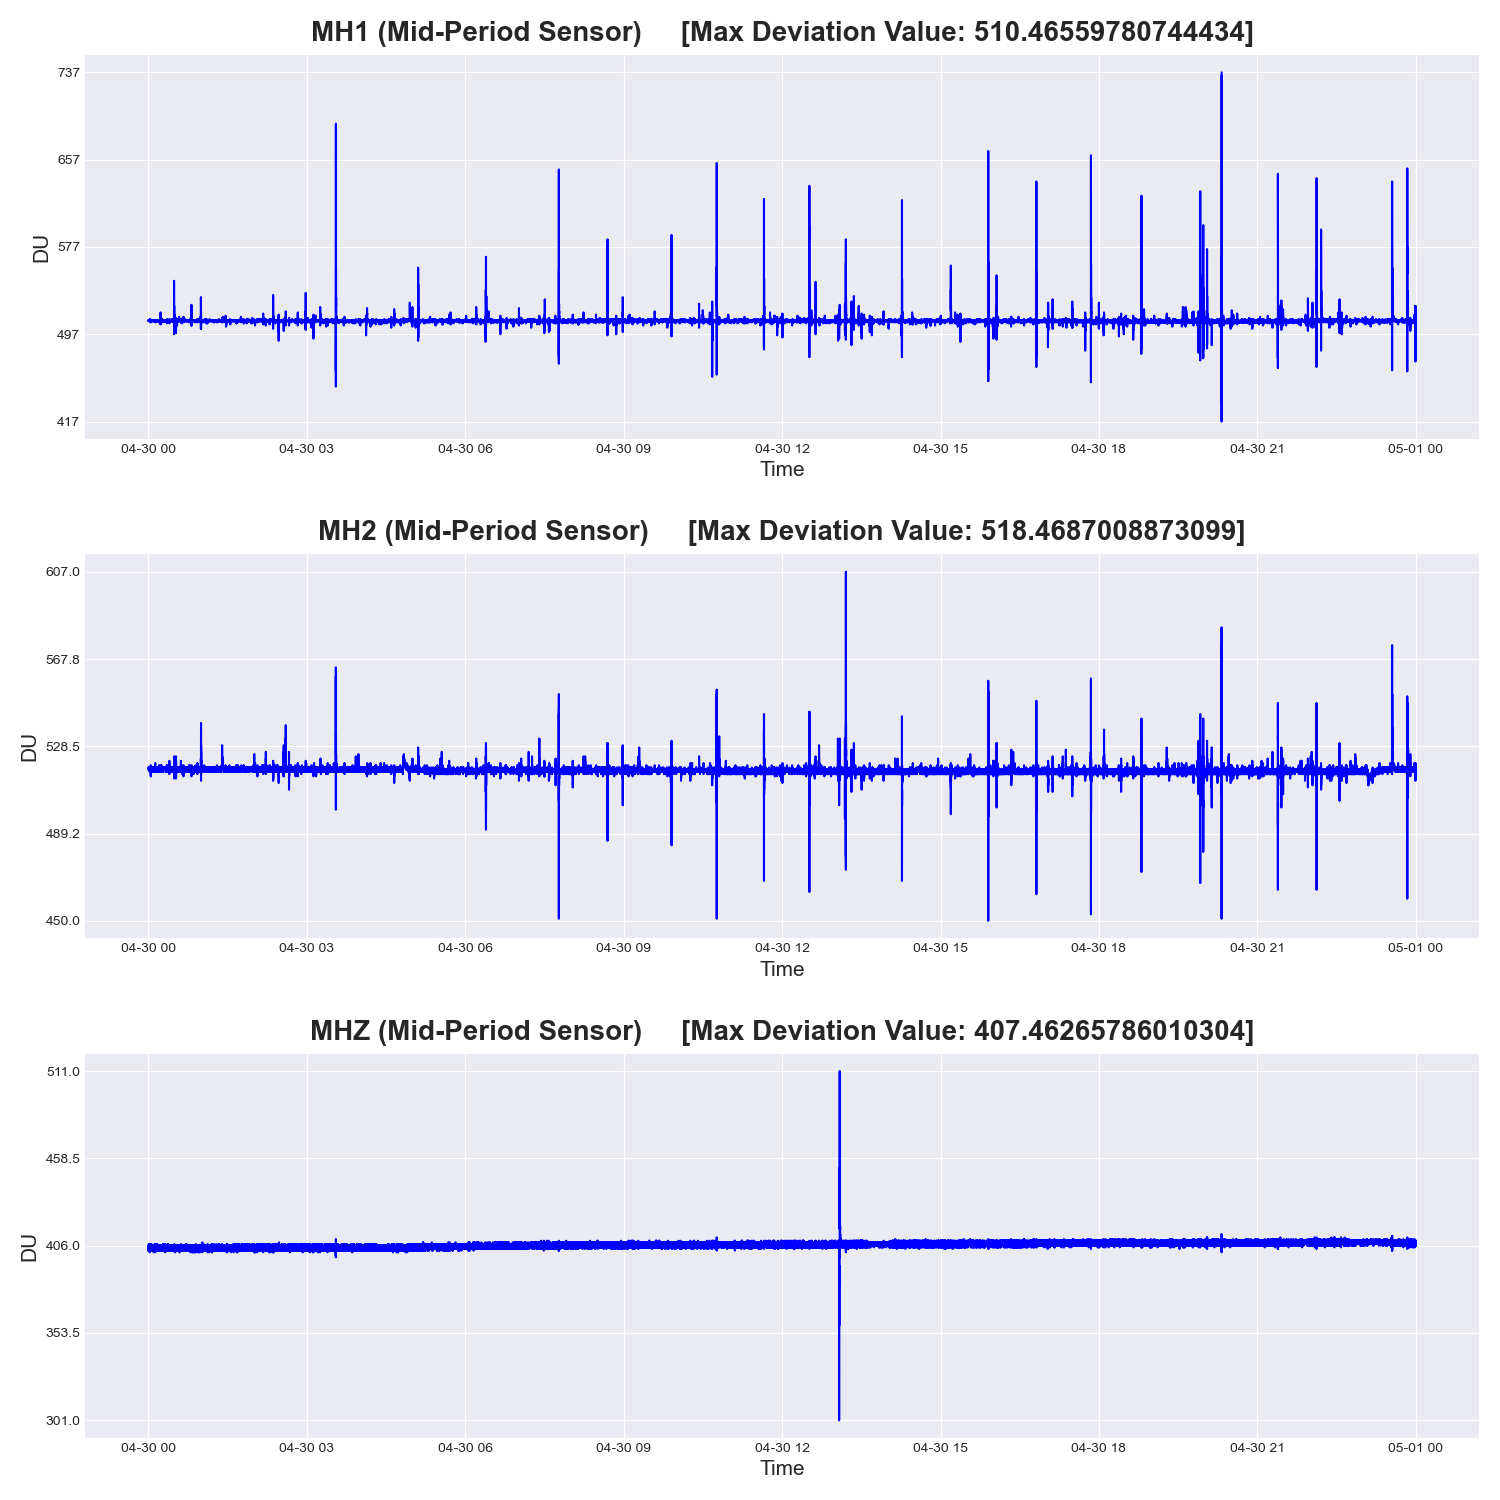 MH1 (Mid-Period Sensor) [Max Deviation Value: 510.46559780744434]
737
657
577
497
417
DU
04-30 00 04-30 03 04-30 06 04-30 09 04-30 12 04-30 15 04-30 18 04-30 21 05-01 00
Time
MH2 (Mid-Period Sensor) [Max Deviation Value: 518.4687008873099]
607.0
567.8
528.5
489.2
450.0
DU
04-30 00 04-30 03 04-30 06 04-30 09 04-30 12 04-30 15 04-30 18 04-30 21 05-01 00
Time
MHZ (Mid-Period Sensor) [Max Deviation Value: 407.46265786010304]
511.0
458.5
406.0
353.5
301.0
DU
04-30 00 04-30 03 04-30 06 04-30 09 04-30 12 04-30 15 04-30 18 04-30 21 05-01 00
Time